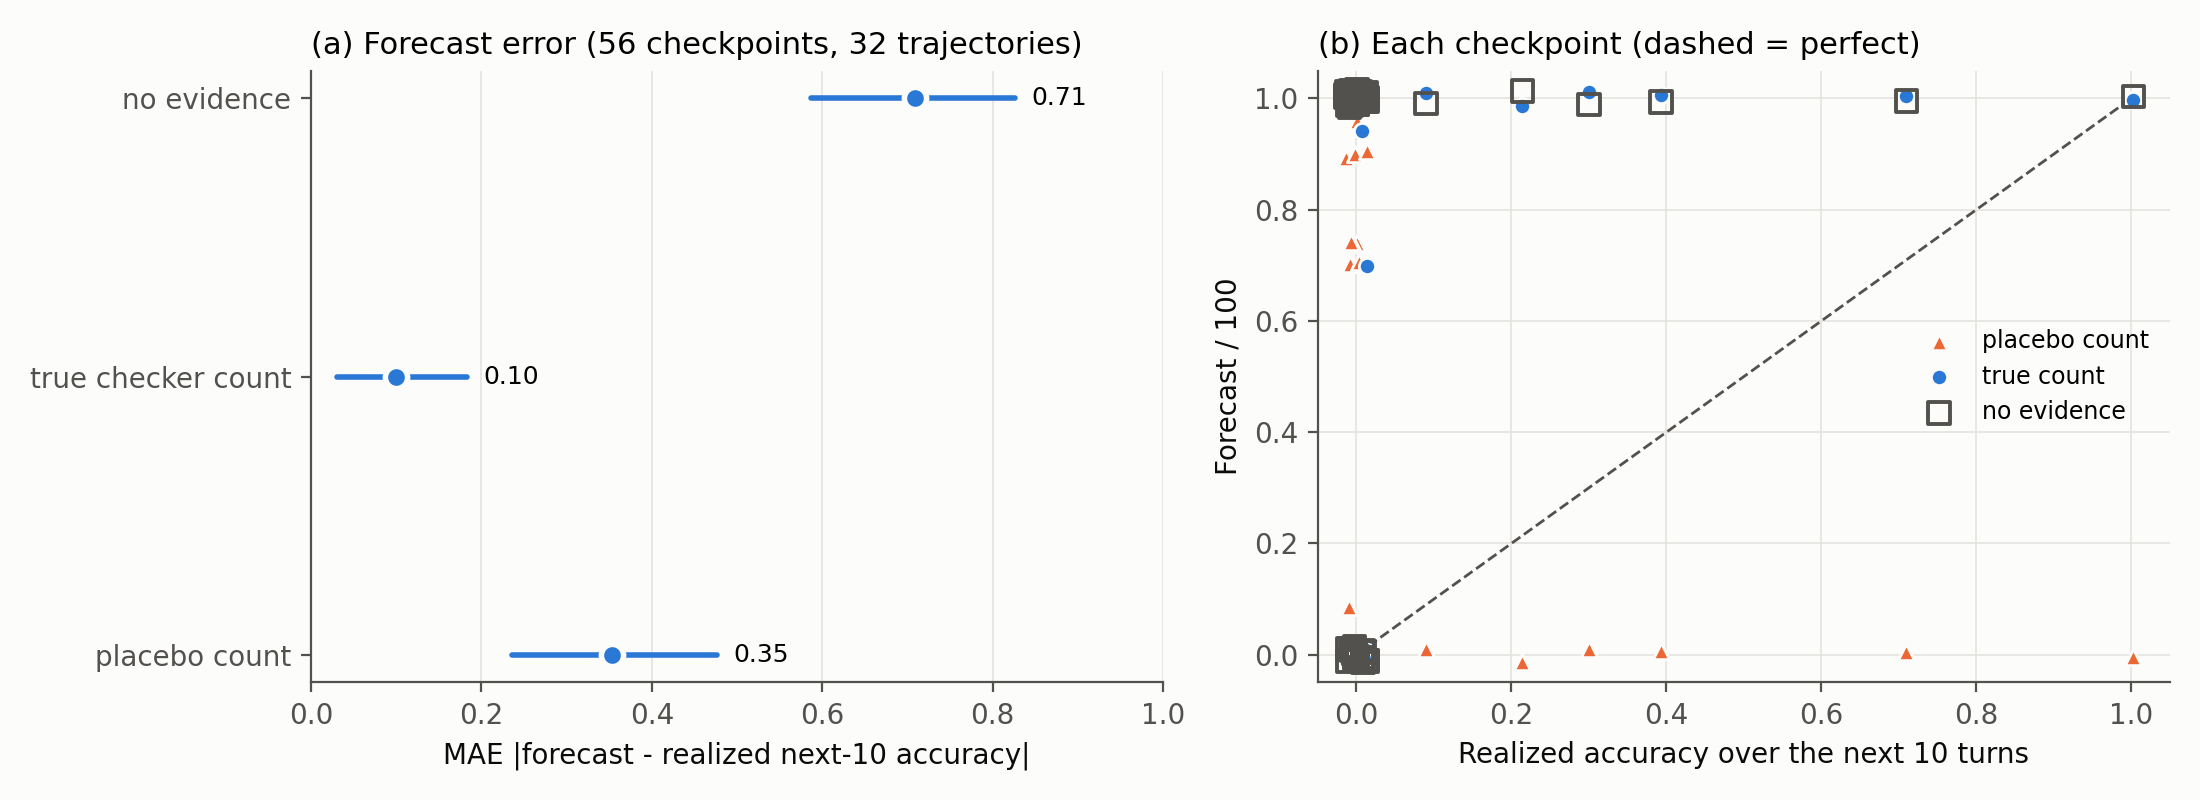 (a) Forecast error (56 checkpoints, 32 trajectories)
no evidence
0.71
true checker count
0.10
placebo count
0.35
0.0 0.2 0.4 0.6 0.8 1.0
MAE |forecast - realized next-10 accuracy|
(b) Each checkpoint (dashed = perfect)
Forecast / 100
1.0
0.8
0.6
0.4
0.2
0.0
placebo count
true count
no evidence
0.0 0.2 0.4 0.6 0.8 1.0
Realized accuracy over the next 10 turns